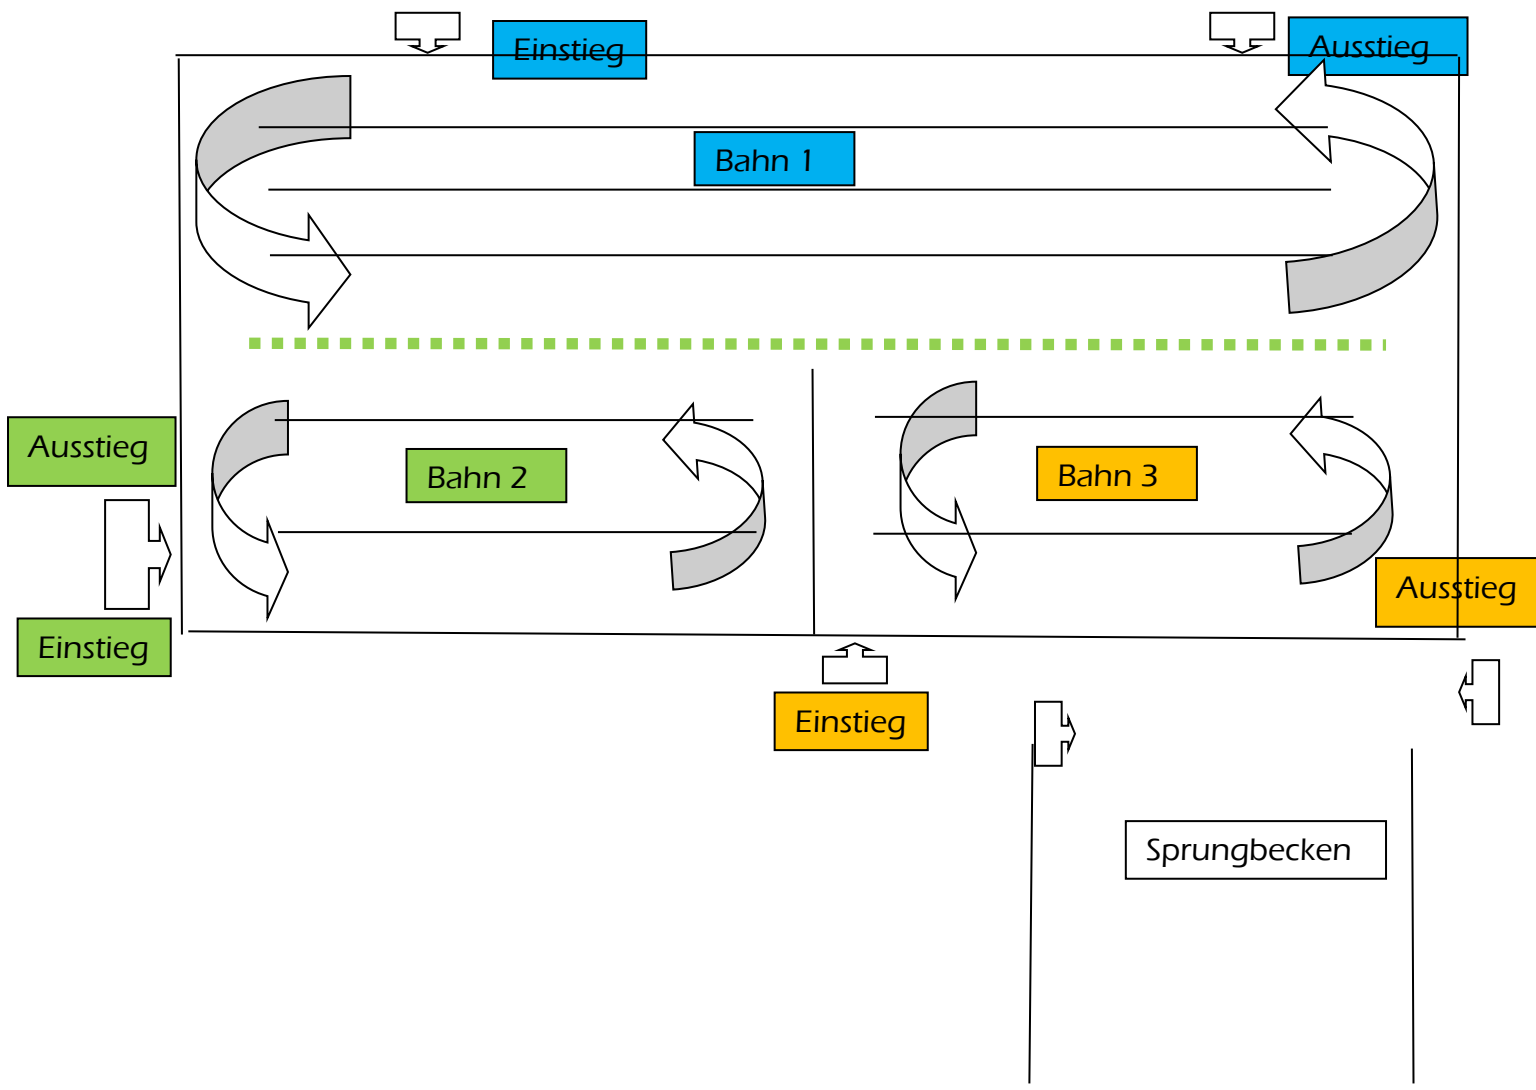 Einstieg
Ausstieg
Bahn 1
Ausstieg
Bahn 2
Bahn 3
Ausstieg
Einstieg
Einstieg
Sprungbecken